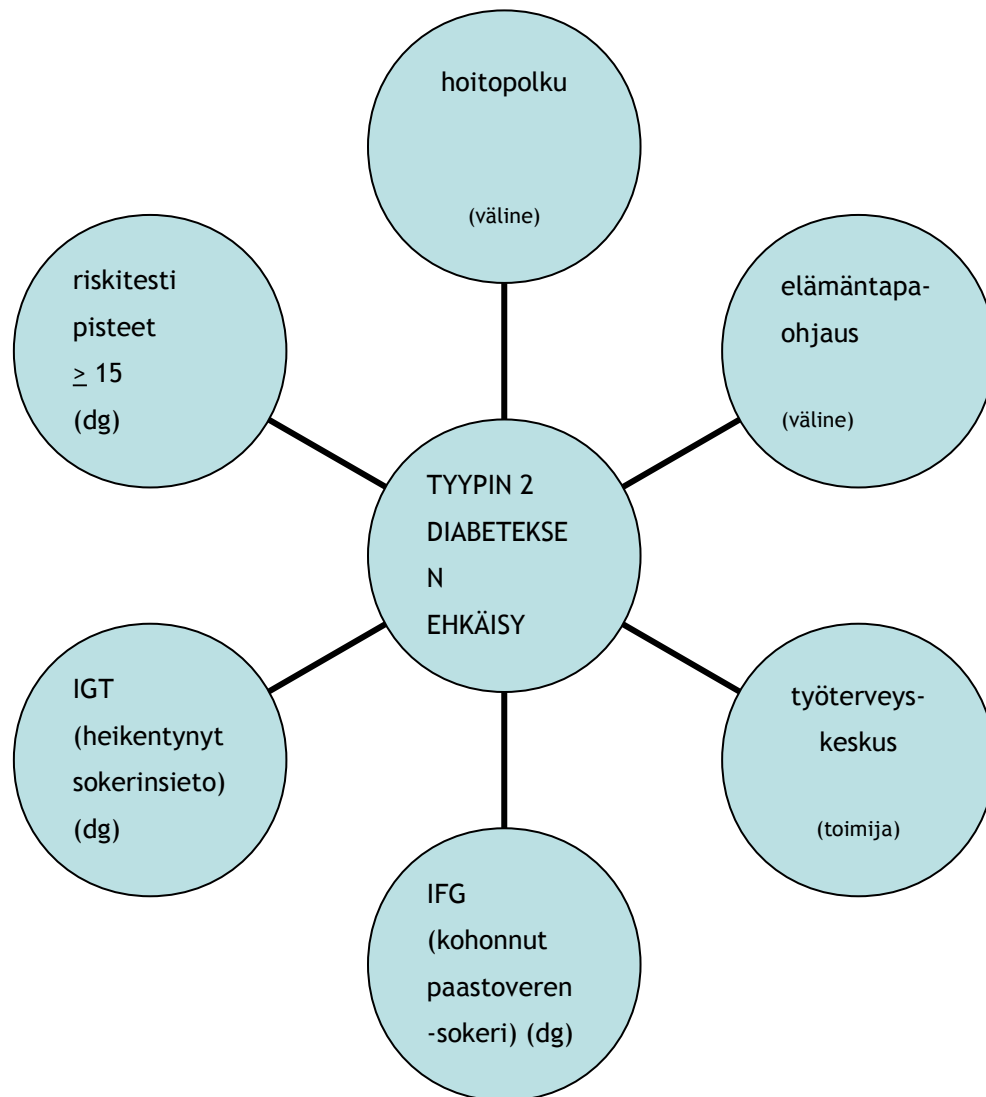 hoitopolku
(väline)
riskitesti
pisteet
≥ 15
(dg)
elämäntapa-
ohjaus
(väline)
TYYPIN 2
DIABETEKSE
N
EHKÄISY
IGT
(heikentynyt
sokerinsieto)
(dg)
työterveys-
keskus
(toimija)
IFG
(kohonnut
paastoveren
-sokeri) (dg)